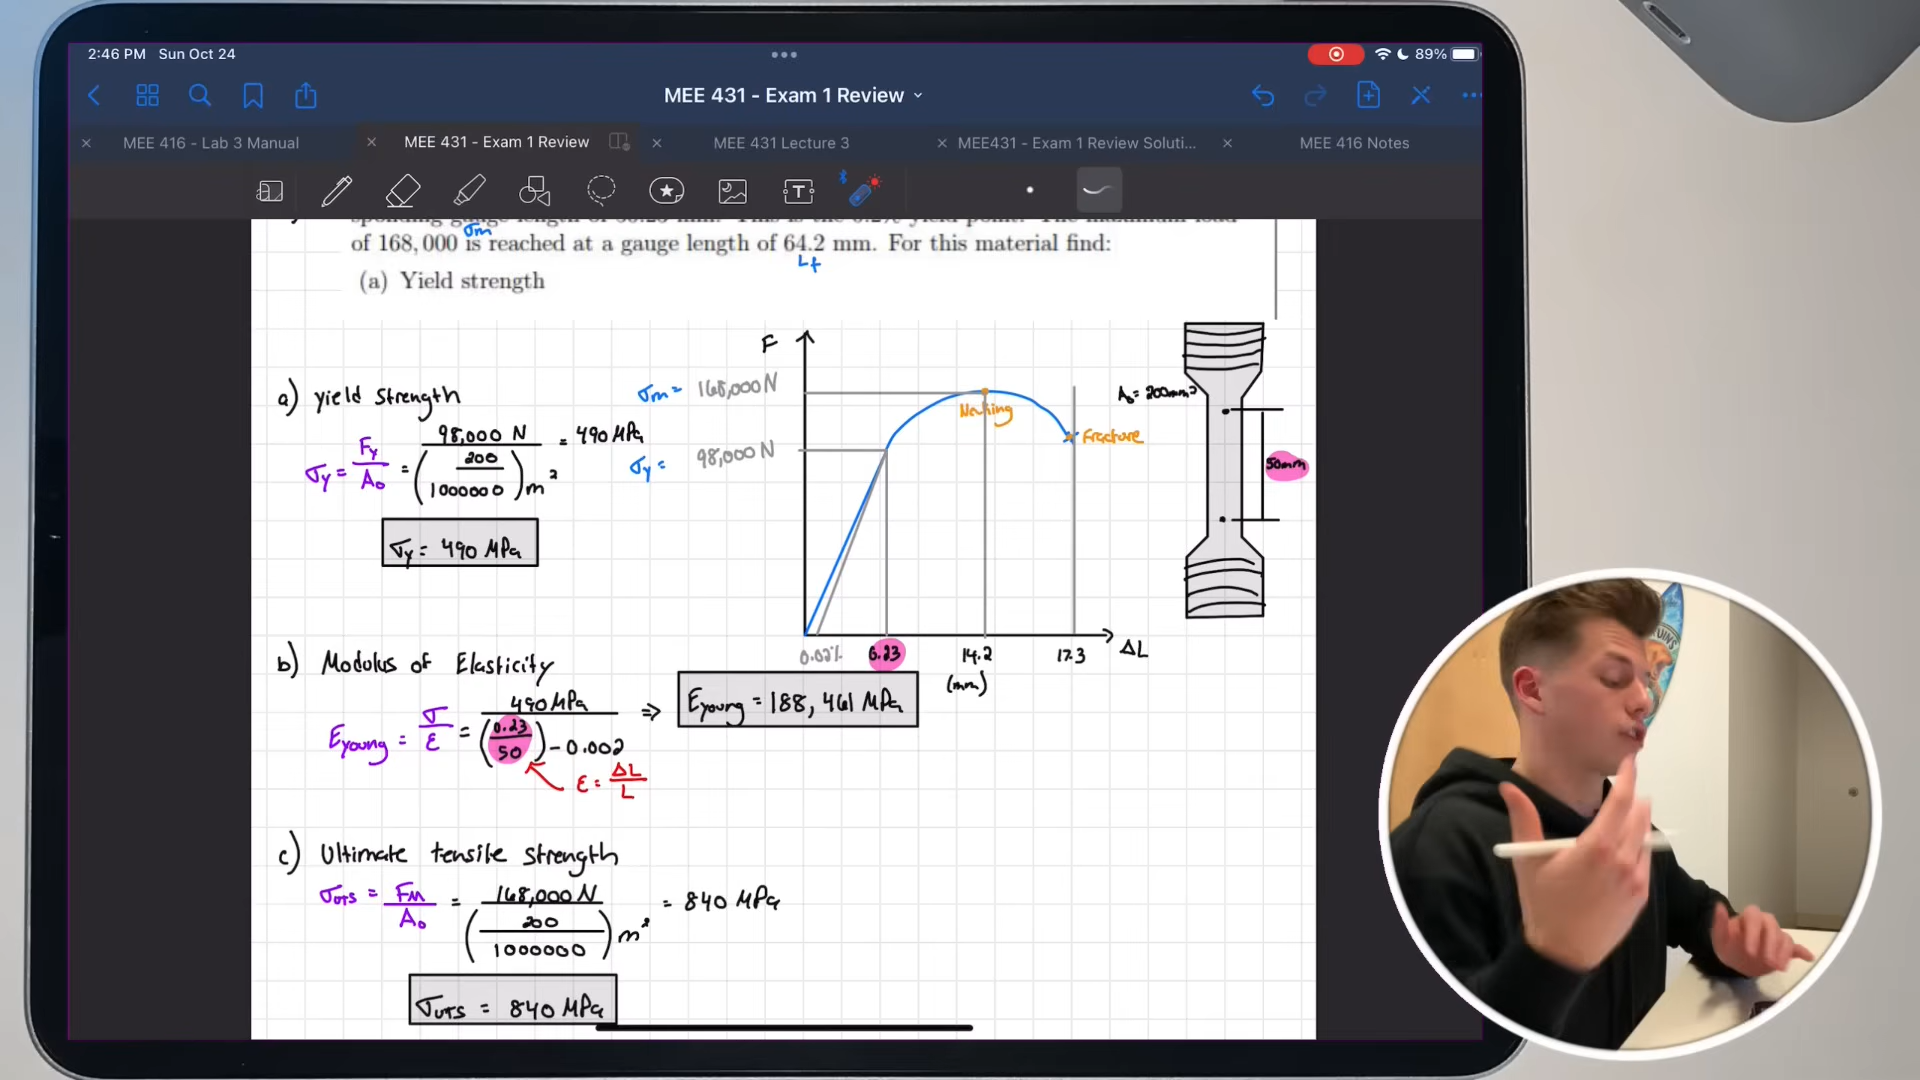 2:46 PM Sun Oct 24
89%
MEE 431 - Exam 1 Review
MEE 416 - Lab 3 Manual
MEE 431 - Exam 1 Review
MEE 431 Lecture 3
MEE431 - Exam 1 Review Soluti...
MEE 416 Notes
T
σm
of 168,000 is reached at a gauge length of 64.2 mm. For this material find:
Lf
(a) Yield strength
F
a) yield strength
σm = 168,000 N
Necking
Fracture
A₀ = 200mm²
50mm
σy = Fy / A₀ = 98,000 N / (200 / 1000000) m² = 490 MPa
σy = 98,000 N
σy = 490 MPa
0.02% 0.23 14.2 17.3 ΔL
(mm)
b) Modulus of Elasticity
Eyoung = σ / ε = 490 MPa / (0.23 / 50) - 0.002 ⇒ Eyoung = 188,461 MPa
ε = ΔL / L
c) Ultimate tensile strength
σUTS = FM / A₀ = 168,000 N / (200 / 1000000) m² = 840 MPa
σUTS = 840 MPa